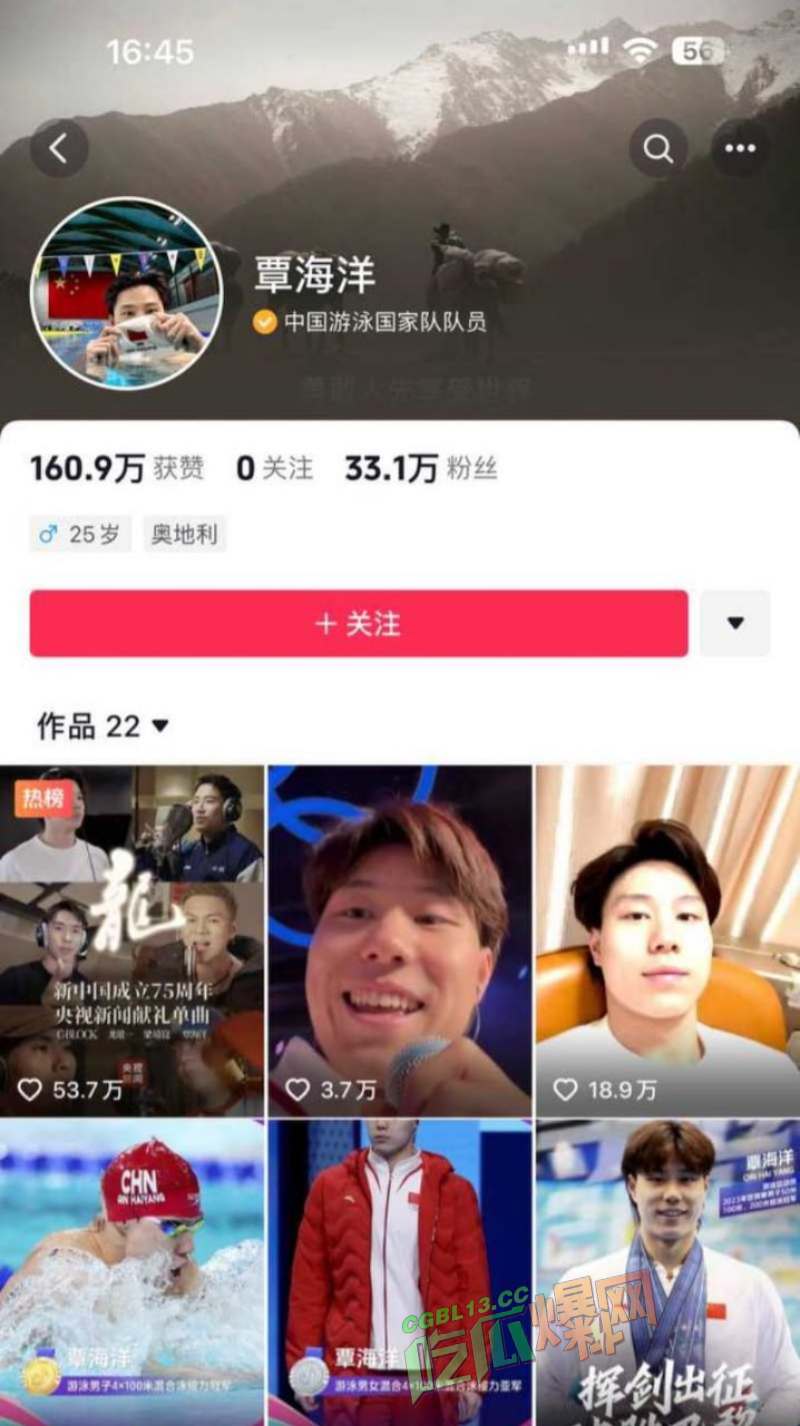 16:45
56
覃海洋
中国游泳国家队队员
160.9万 获赞 0 关注 33.1万 粉丝
25岁 奥地利
+ 关注
作品 22
热榜
龍
新中国成立75周年
央视新闻献礼单曲
53.7万
3.7万
18.9万
CHN
QIN HAIYANG
覃海洋
游泳男子4×100米混合泳接力冠军
覃海洋
游泳男女混合4×100米混合泳接力亚军
覃海洋
QIN HAI YANG
挥剑出征
CGBL13.CC
吃瓜爆炸网